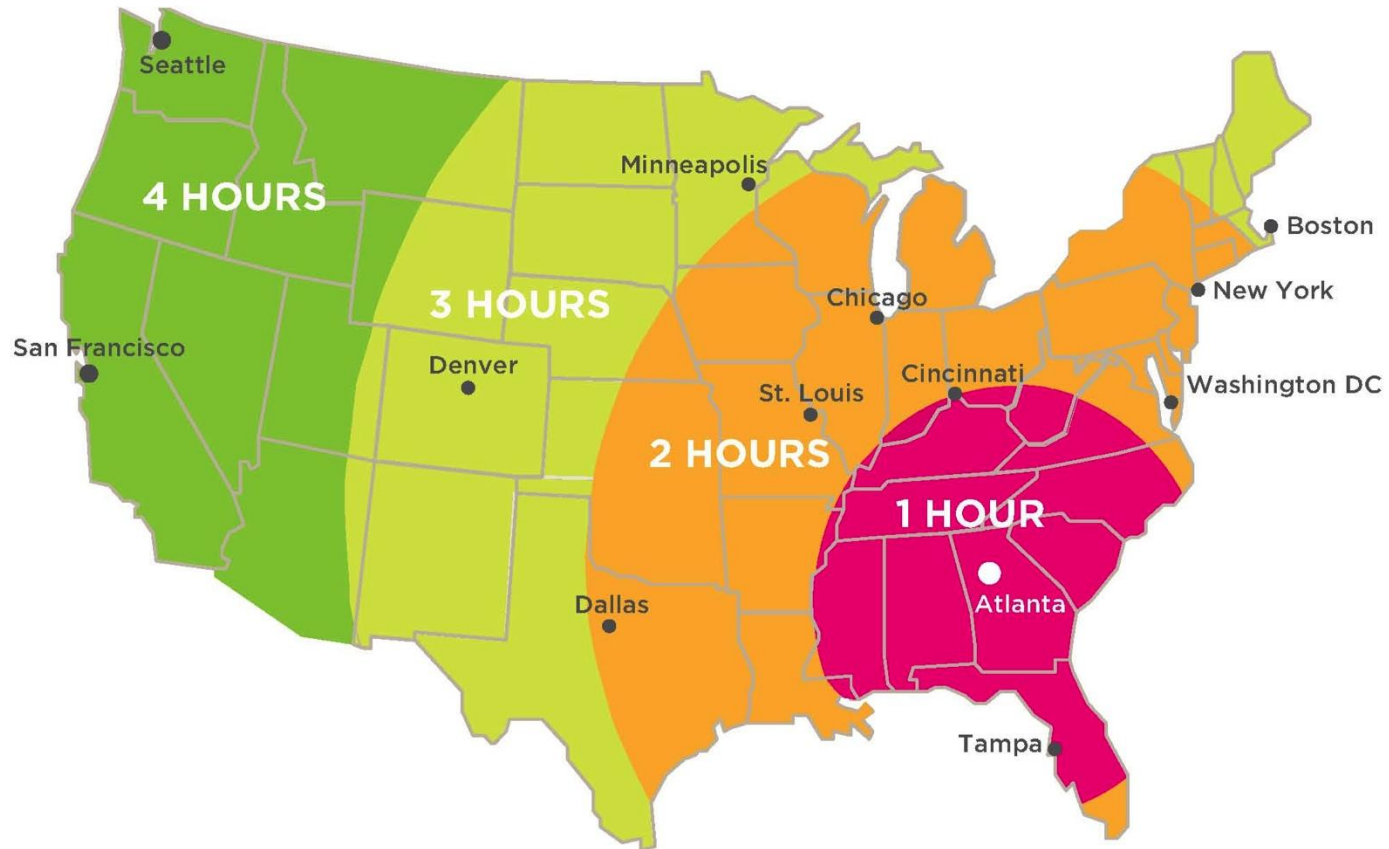 Seattle
Minneapolis
4 HOURS
Boston
3 HOURS
Chicago
New York
San Francisco
Denver
Cincinnati
St. Louis
Washington DC
2 HOURS
1 HOUR
Dallas
Atlanta
Tampa